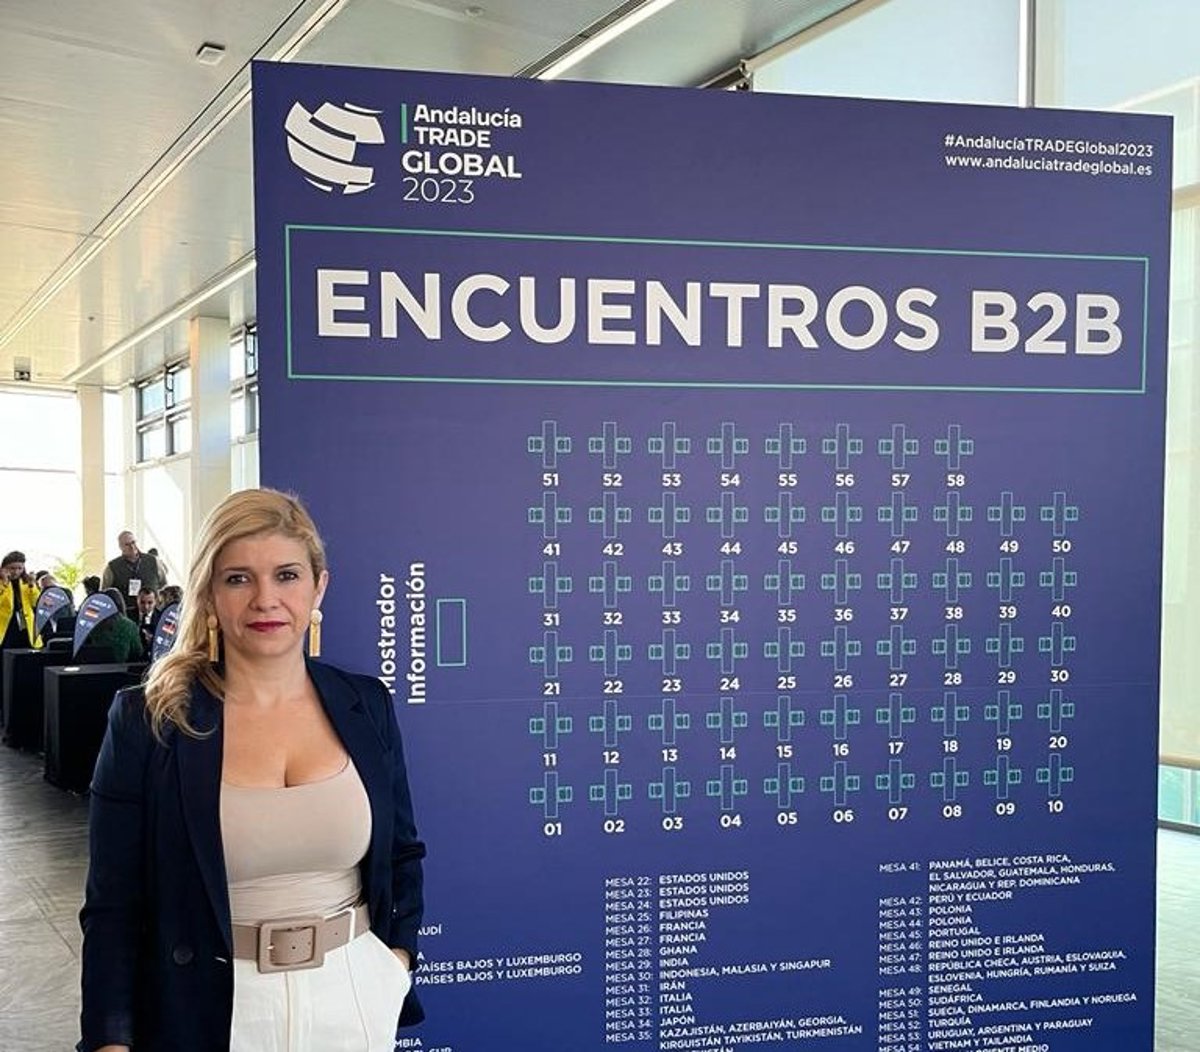 Andalucía
TRADE
GLOBAL
2023
#AndalucíaTRADEGlobal2023
www.andaluciatradeglobal.es
ENCUENTROS B2B
51 52 53 54 55 56 57 58
41 42 43 44 45 46 47 48 49 50
31 32 33 34 35 36 37 38 39 40
21 22 23 24 25 26 27 28 29 30
11 12 13 14 15 16 17 18 19 20
01 02 03 04 05 06 07 08 09 10
Mostrador
Información
AUDÍ
A
PAÍSES BAJOS Y LUXEMBURGO
PAÍSES BAJOS Y LUXEMBURGO
MBIA
MESA 22: ESTADOS UNIDOS
MESA 23: ESTADOS UNIDOS
MESA 24: ESTADOS UNIDOS
MESA 25: FILIPINAS
MESA 26: FRANCIA
MESA 27: FRANCIA
MESA 28: GHANA
MESA 29: INDIA
MESA 30: INDONESIA, MALASIA Y SINGAPUR
MESA 31: IRÁN
MESA 32: ITALIA
MESA 33: ITALIA
MESA 34: JAPÓN
MESA 35: KAZAJISTÁN, AZERBAIYÁN, GEORGIA,
KIRGUISTÁN TAYIKISTÁN, TURKMENISTÁN
MESA 41: PANAMÁ, BELICE, COSTA RICA,
EL SALVADOR, GUATEMALA, HONDURAS,
NICARAGUA Y REP. DOMINICANA
MESA 42: PERÚ Y ECUADOR
MESA 43: POLONIA
MESA 44: POLONIA
MESA 45: PORTUGAL
MESA 46: REINO UNIDO E IRLANDA
MESA 47: REINO UNIDO E IRLANDA
MESA 48: REPÚBLICA CHECA, AUSTRIA, ESLOVAQUIA,
ESLOVENIA, HUNGRÍA, RUMANÍA Y SUIZA
MESA 49: SENEGAL
MESA 50: SUDÁFRICA
MESA 51: SUECIA, DINAMARCA, FINLANDIA Y NORUEGA
MESA 52: TURQUÍA
MESA 53: URUGUAY, ARGENTINA Y PARAGUAY
MESA 54: VIETNAM Y TAILANDIA